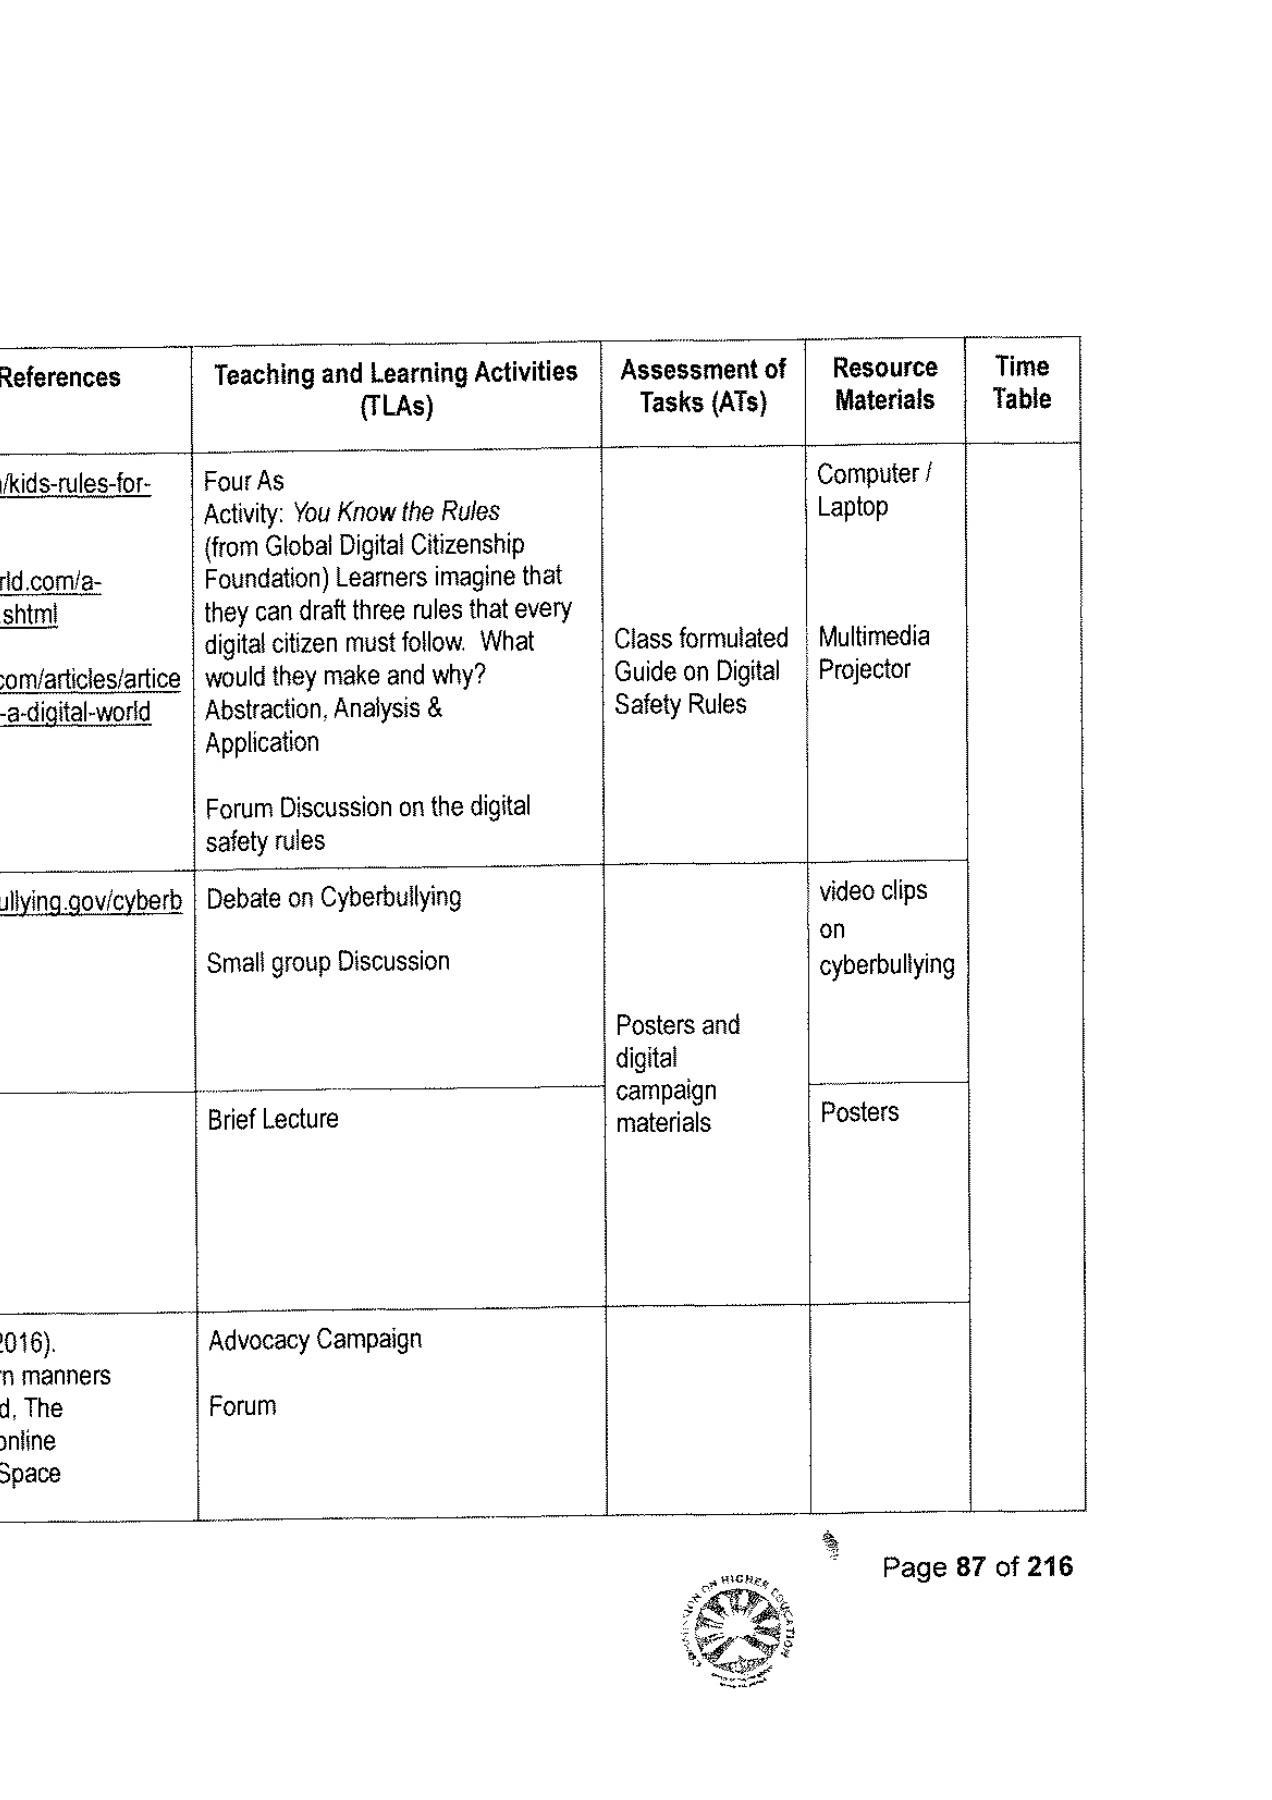 References
Teaching and Learning Activities
(TLAs)
Assessment of
Tasks (ATs)
Resource
Materials
Time
Table
/kids-rules-for-
rld.com/a-
.shtml
com/articles/artice
-a-digital-world
Four As
Activity: You Know the Rules
(from Global Digital Citizenship
Foundation) Learners imagine that
they can draft three rules that every
digital citizen must follow. What
would they make and why?
Abstraction, Analysis &
Application
Forum Discussion on the digital
safety rules
Class formulated
Guide on Digital
Safety Rules
Computer /
Laptop
Multimedia
Projector
ullying.gov/cyberb
Debate on Cyberbullying
Small group Discussion
Posters and
digital
campaign
materials
video clips
on
cyberbullying
Brief Lecture
Posters
2016).
rn manners
d, The
online
Space
Advocacy Campaign
Forum
Page 87 of 216
COMMISSION ON HIGHER EDUCATION